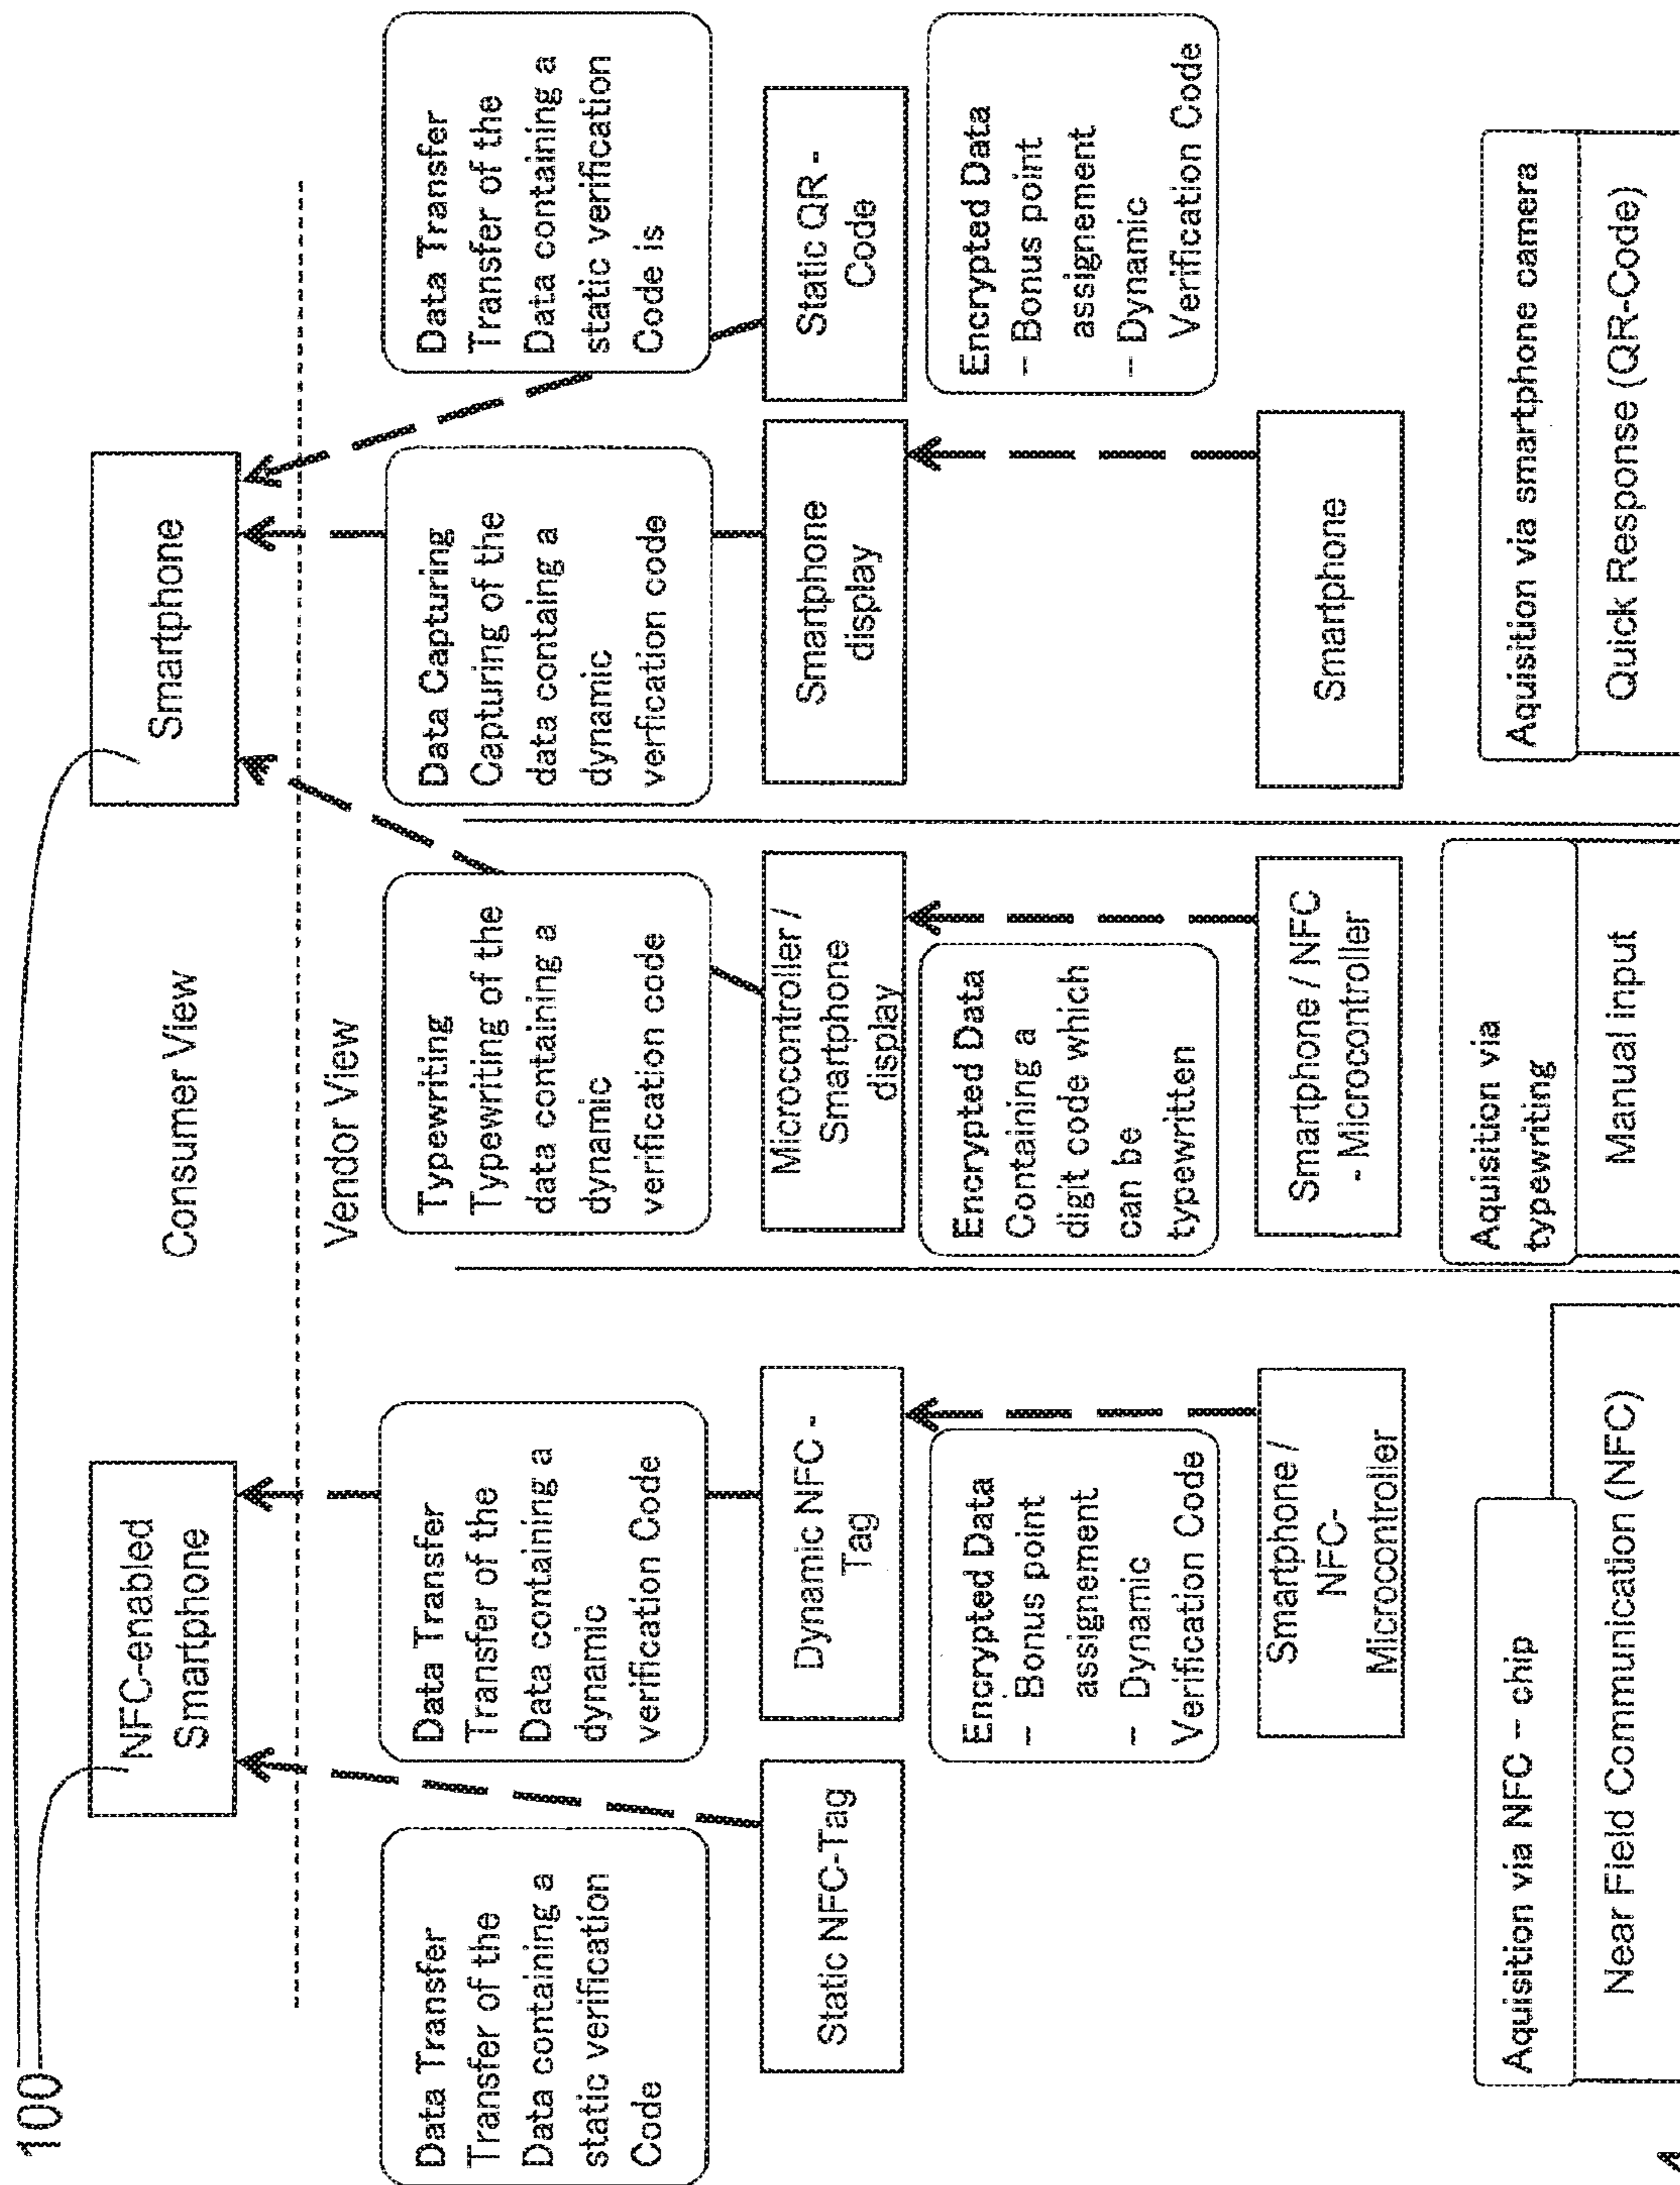 100
NFC-enabled
Smartphone
Smartphone
Consumer View
Vendor View
Data Transfer
Transfer of the
Data containing a
static verification
Code
Data Transfer
Transfer of the
Data containing a
dynamic
verification Code
Typewriting
Typewriting of the
data containing a
dynamic
verification code
Data Capturing
Capturing of the
data containg a
dynamic
verfication code
Data Transfer
Transfer of the
Data containing a
static verification
Code is
Static NFC-Tag
Dynamic NFC -
Tag
Microcontroller /
Smartphone
display
Smartphone
display
Static QR -
Code
Encrypted Data
- Bonus point
assignement
- Dynamic
Verification Code
Encrypted Data
Containing a
digit code which
can be
typewritten
Encrypted Data
- Bonus point
assignement
- Dynamic
Verification Code
Smartphone /
NFC-
Microcontroller
Smartphone / NFC
- Microcontroller
Smartphone
Aquisition via NFC – chip
Near Field Communication (NFC)
Aquisition via
typewriting
Manual input
Aquisition via smartphone camera
Quick Response (QR-Code)